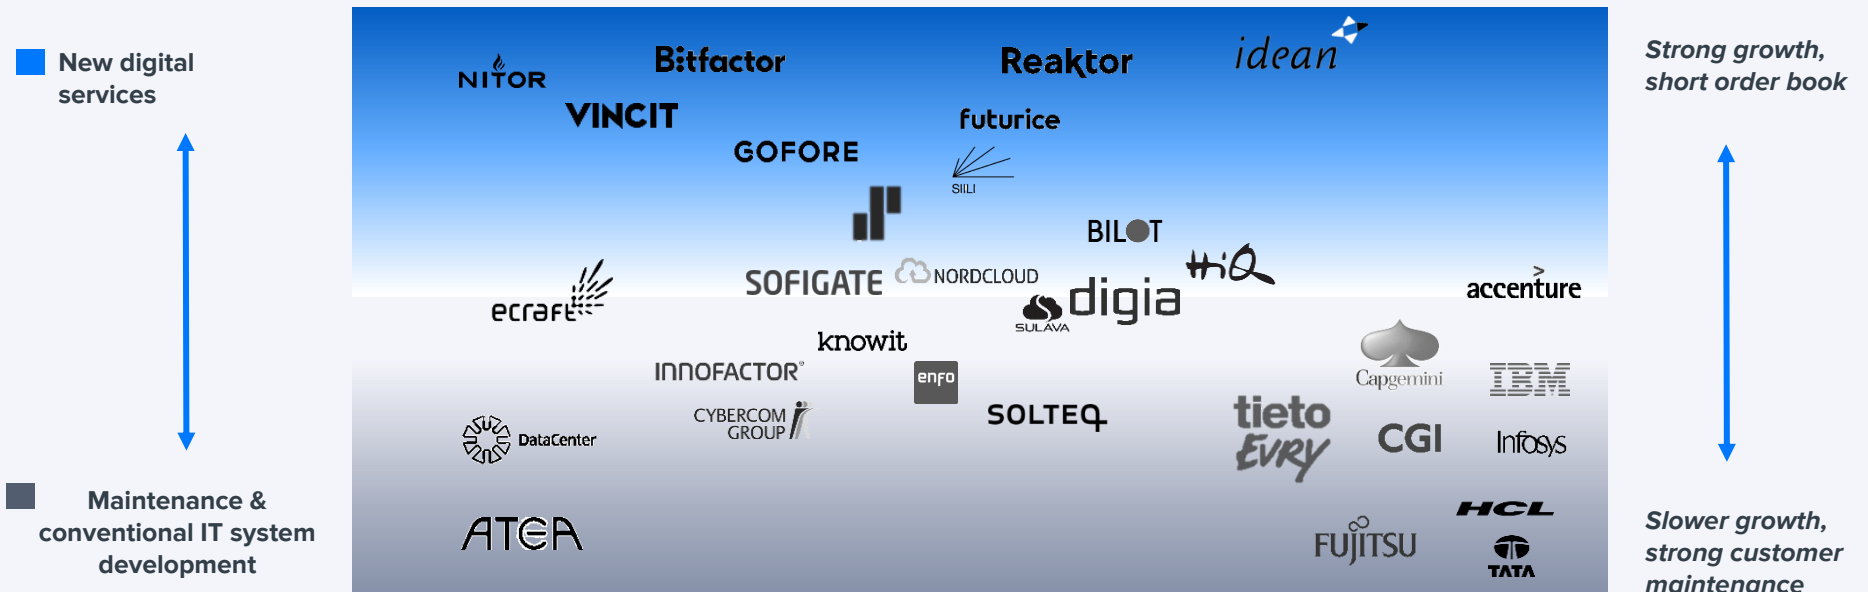 New digital
services
Maintenance &
conventional IT system
development
NITOR
Bitfactor
Reaktor
idean
VINCIT
futurice
GOFORE
SIILI
BILOT
HiQ
SOFIGATE
NORDCLOUD
digia
accenture
ecraft
SULAVA
knowit
INNOFACTOR®
enfo
Capgemini
IBM
CYBERCOM
GROUP
SOLTEQ
tieto
EVRY
CGI
Infosys
DataCenter
ATEA
FUJITSU
HCL
TATA
Strong growth,
short order book
Slower growth,
strong customer
maintenance